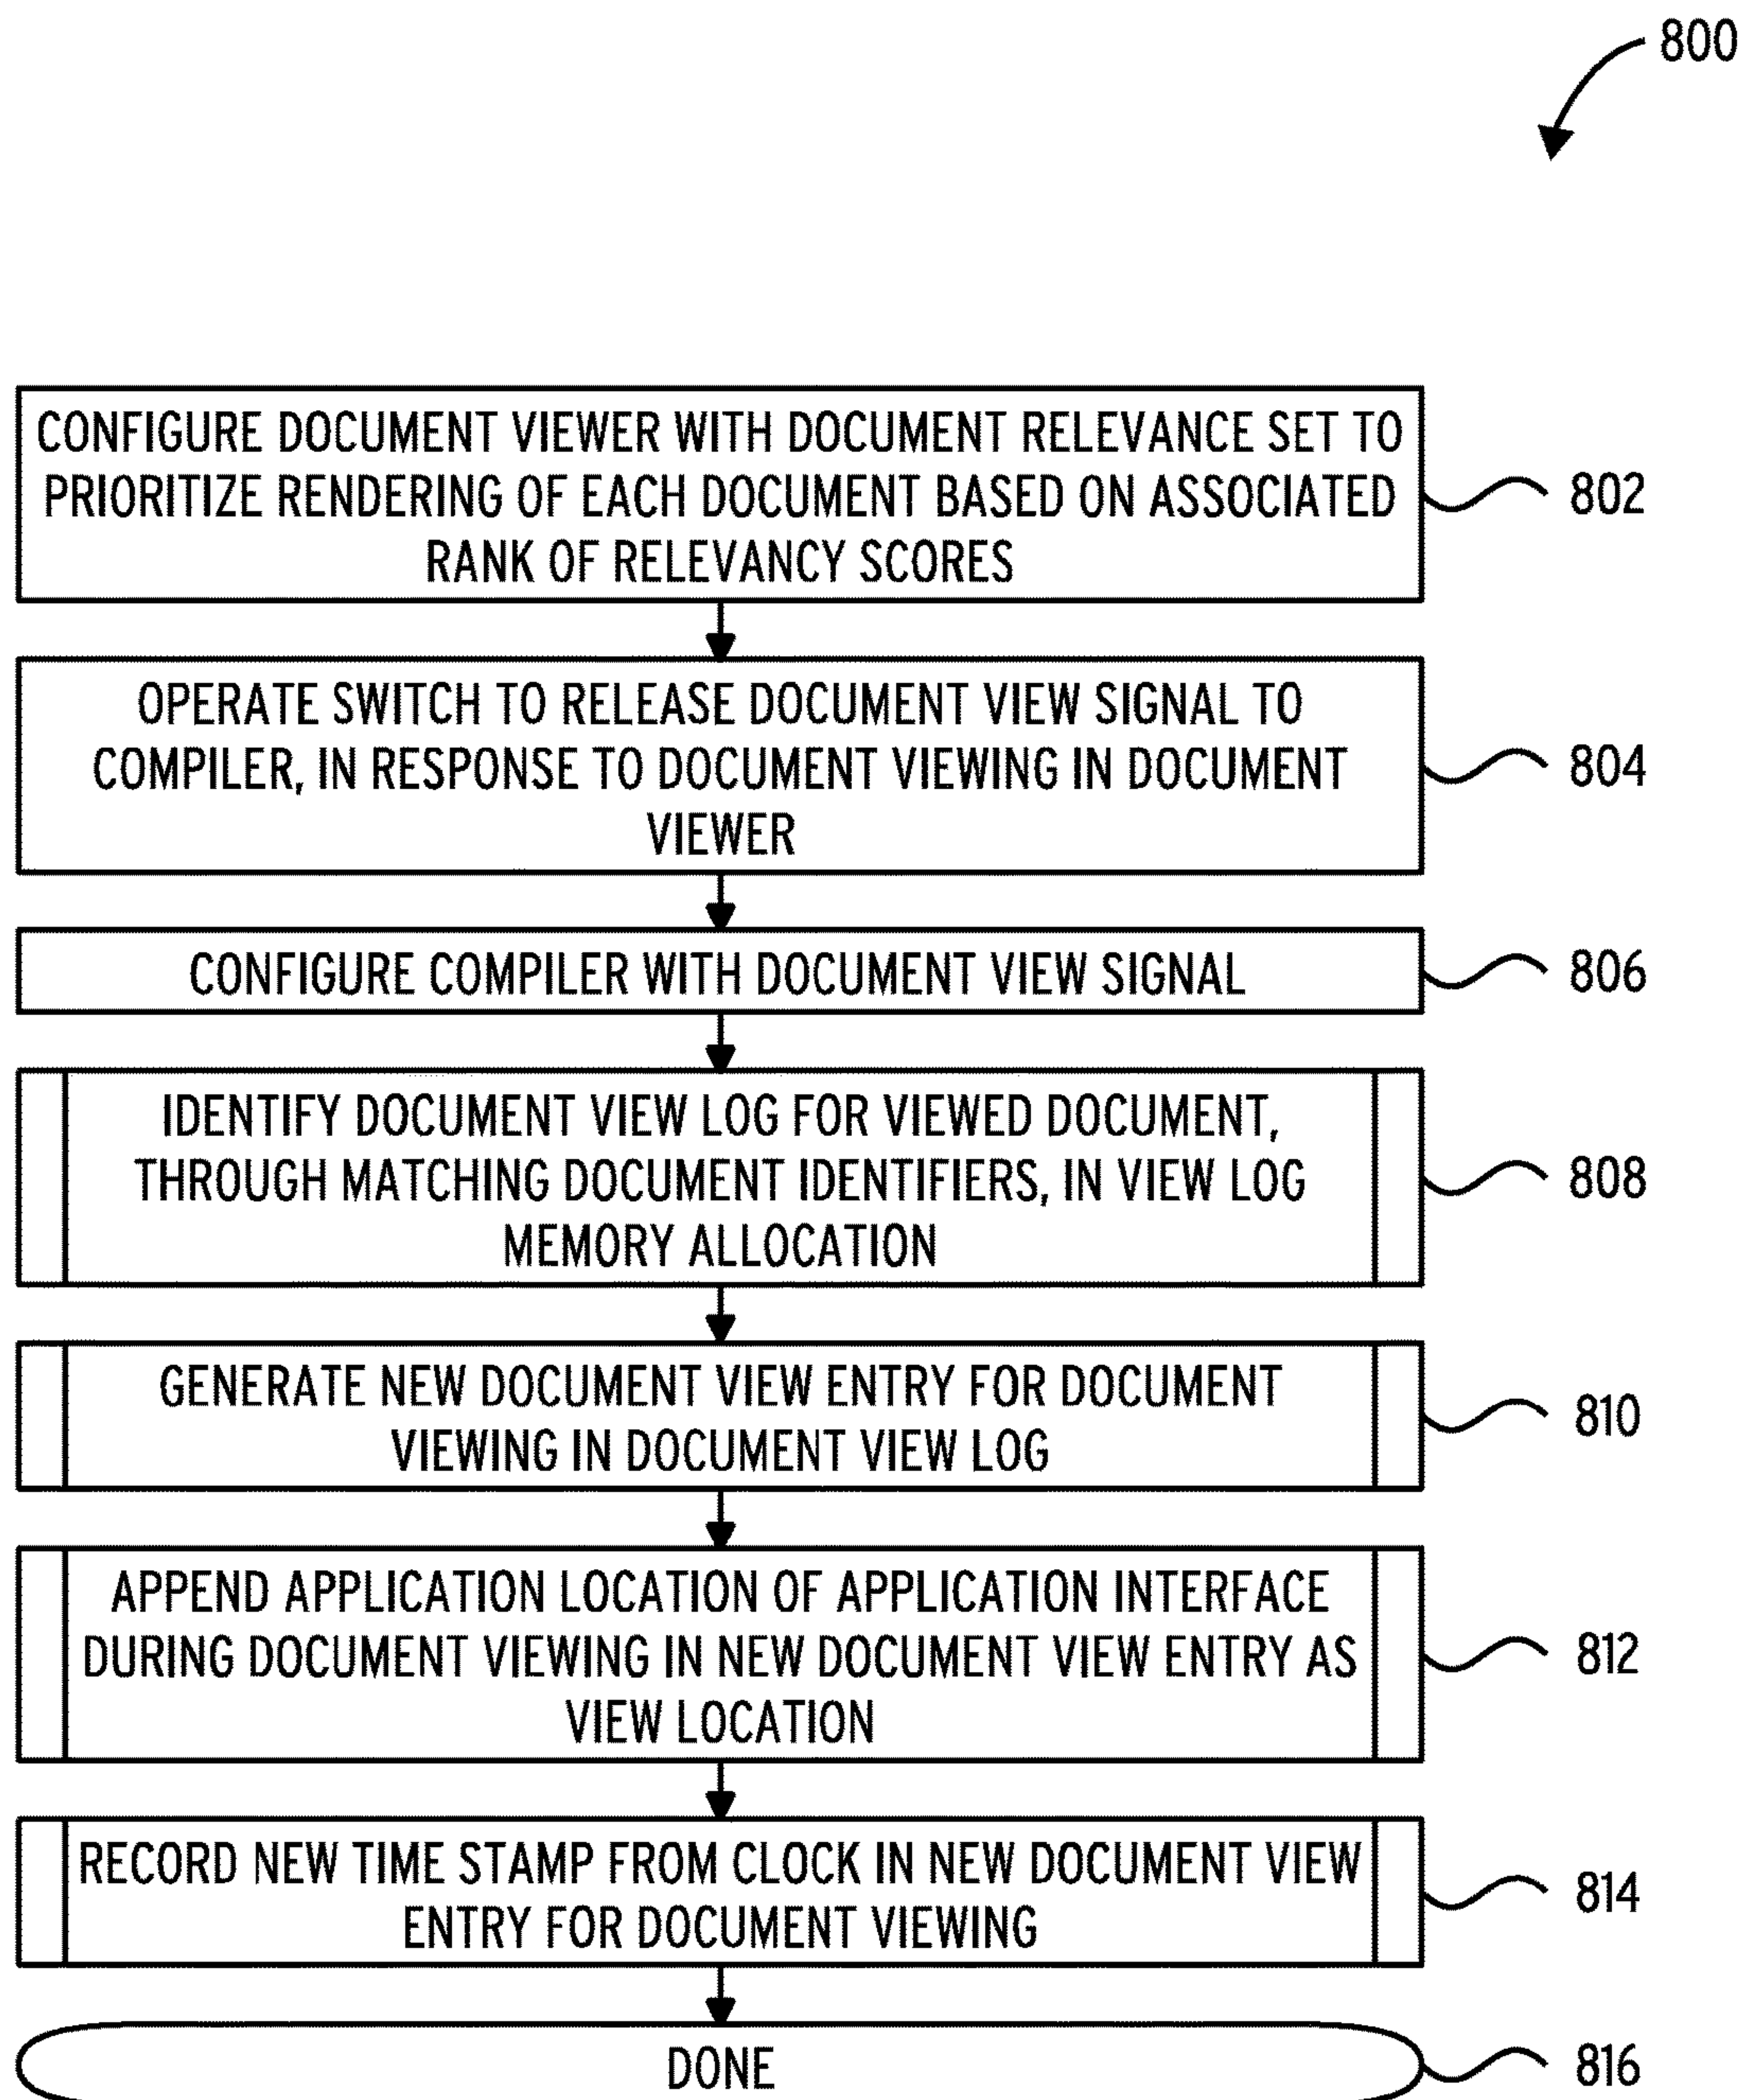 800
CONFIGURE DOCUMENT VIEWER WITH DOCUMENT RELEVANCE SET TO
PRIORITIZE RENDERING OF EACH DOCUMENT BASED ON ASSOCIATED
RANK OF RELEVANCY SCORES
802
OPERATE SWITCH TO RELEASE DOCUMENT VIEW SIGNAL TO
COMPILER, IN RESPONSE TO DOCUMENT VIEWING IN DOCUMENT
VIEWER
804
CONFIGURE COMPILER WITH DOCUMENT VIEW SIGNAL
806
IDENTIFY DOCUMENT VIEW LOG FOR VIEWED DOCUMENT,
THROUGH MATCHING DOCUMENT IDENTIFIERS, IN VIEW LOG
MEMORY ALLOCATION
808
GENERATE NEW DOCUMENT VIEW ENTRY FOR DOCUMENT
VIEWING IN DOCUMENT VIEW LOG
810
APPEND APPLICATION LOCATION OF APPLICATION INTERFACE
DURING DOCUMENT VIEWING IN NEW DOCUMENT VIEW ENTRY AS
VIEW LOCATION
812
RECORD NEW TIME STAMP FROM CLOCK IN NEW DOCUMENT VIEW
ENTRY FOR DOCUMENT VIEWING
814
DONE
816